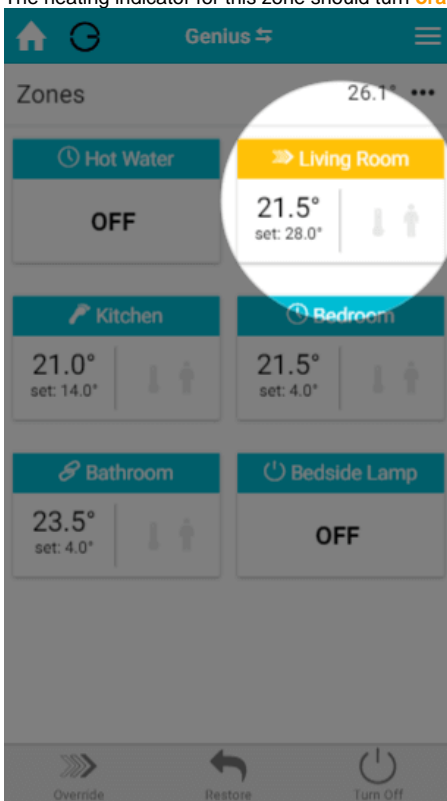 The heating indicator for this zone should turn
Genius
Zones
26.1°
Hot Water
Living Room
OFF
21.5°
set: 28.0°
Kitchen
Bedroom
21.0°
set: 14.0°
21.5°
set: 4.0°
Bathroom
Bedside Lamp
23.5°
set: 4.0°
OFF
Override
Restore
Turn Off